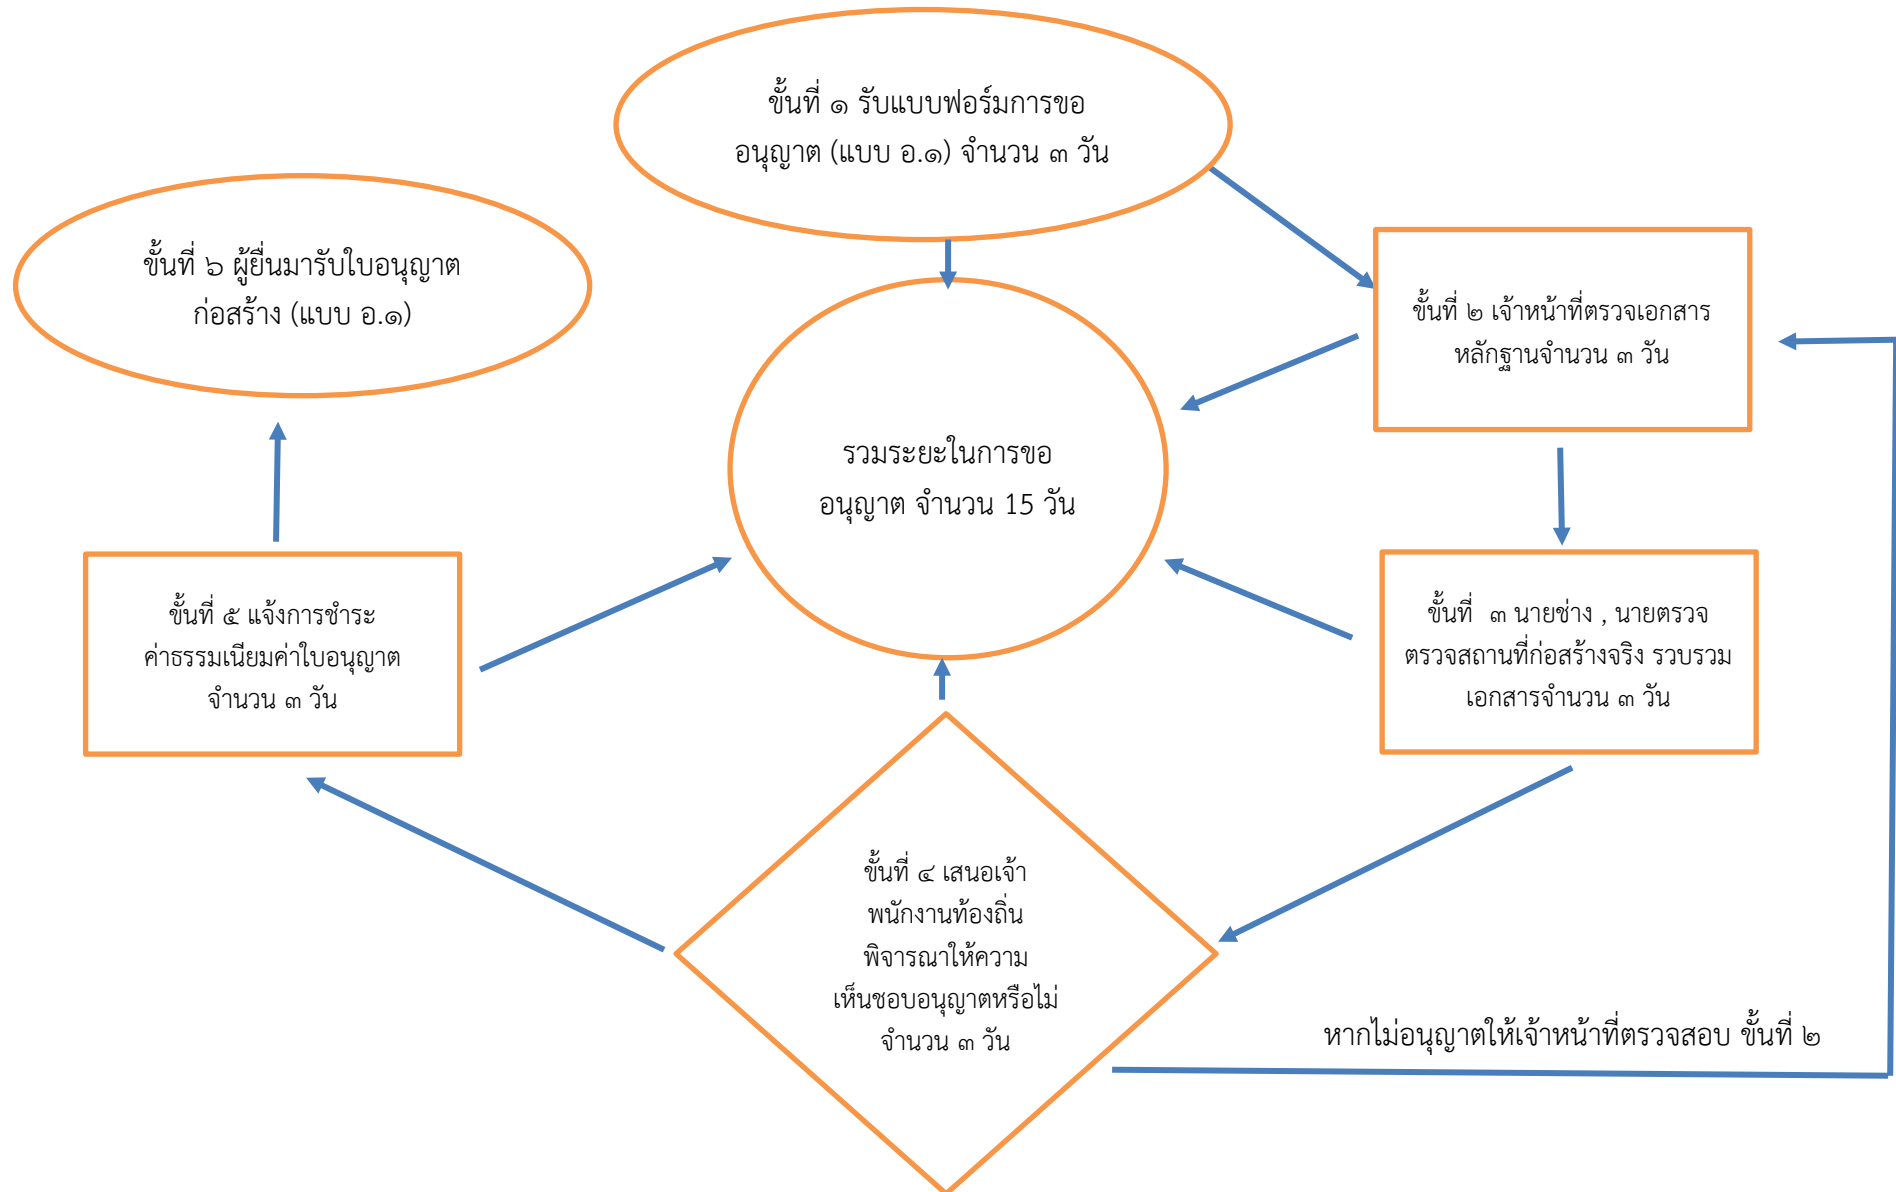 ขั้นที่ ๑ รับแบบฟอร์มการขอ
อนุญาต (แบบ อ.๑) จำนวน ๓ วัน
ขั้นที่ ๖ ผู้ยื่นมารับใบอนุญาต
ก่อสร้าง (แบบ อ.๑)
ขั้นที่ ๒ เจ้าหน้าที่ตรวจเอกสาร
หลักฐานจำนวน ๓ วัน
รวมระยะในการขอ
อนุญาต จำนวน 15 วัน
ขั้นที่ ๕ แจ้งการชำระ
ค่าธรรมเนียมค่าใบอนุญาต
จำนวน ๓ วัน
ขั้นที่  ๓ นายช่าง , นายตรวจ
ตรวจสถานที่ก่อสร้างจริง รวบรวม
เอกสารจำนวน ๓ วัน
ขั้นที่ ๔ เสนอเจ้า
พนักงานท้องถิ่น
พิจารณาให้ความ
เห็นชอบอนุญาตหรือไม่
จำนวน ๓ วัน
หากไม่อนุญาตให้เจ้าหน้าที่ตรวจสอบ ขั้นที่ ๒